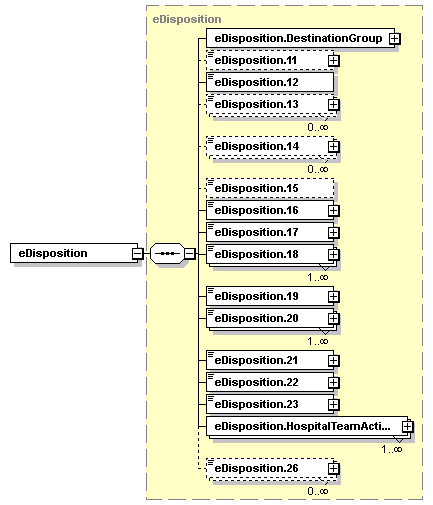 eDisposition
eDisposition.DestinationGroup
eDisposition.11
eDisposition.12
eDisposition.13
0..∞
eDisposition.14
0..∞
eDisposition.15
eDisposition.16
eDisposition.17
eDisposition
eDisposition.18
1..∞
eDisposition.19
eDisposition.20
1..∞
eDisposition.21
eDisposition.22
eDisposition.23
eDisposition.HospitalTeamActi...
1..∞
eDisposition.26
0..∞